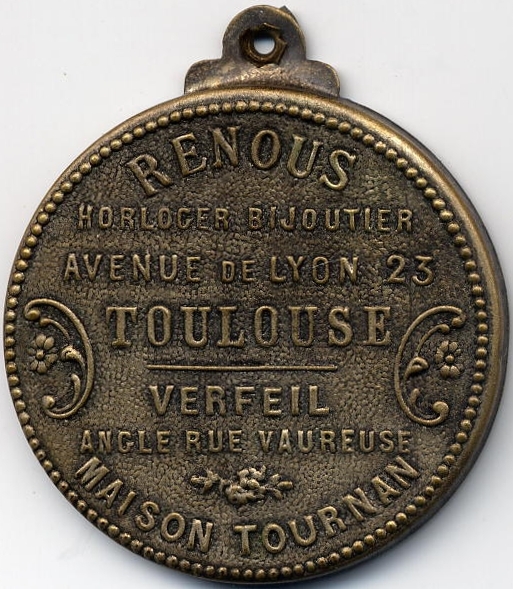 RENOUS
HORLOGER BIJOUTIER
AVENUE DE LYON 23
TOULOUSE
VERFEIL
ANGLE RUE VAUREUSE
MAISON TOURNAN